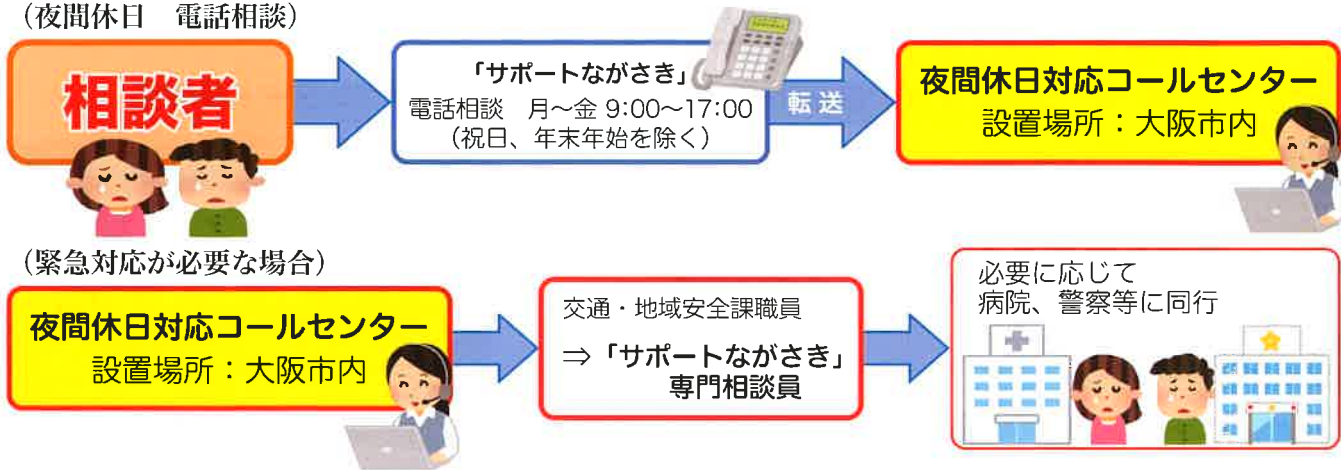 （夜間休日　電話相談）
相談者
「サポートながさき」
電話相談　月～金 9:00～17:00
（祝日、年末年始を除く）
転送
夜間休日対応コールセンター
設置場所：大阪市内
（緊急対応が必要な場合）
夜間休日対応コールセンター
設置場所：大阪市内
交通・地域安全課職員
⇒「サポートながさき」
専門相談員
必要に応じて
病院、警察等に同行